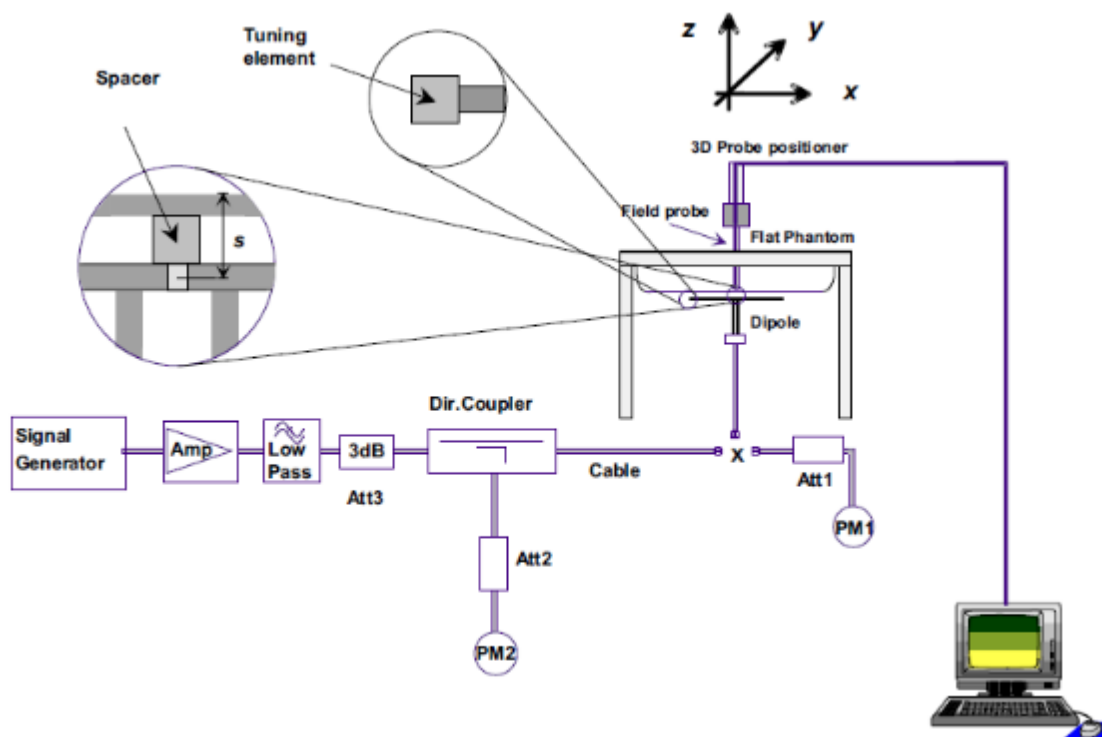 Tuning
element
Spacer
z
y
x
3D Probe positioner
Field probe
Flat Phantom
s
Dipole
Dir.Coupler
Signal
Generator
Amp
Low
Pass
3dB
Att3
Cable
X
Att1
PM1
Att2
PM2